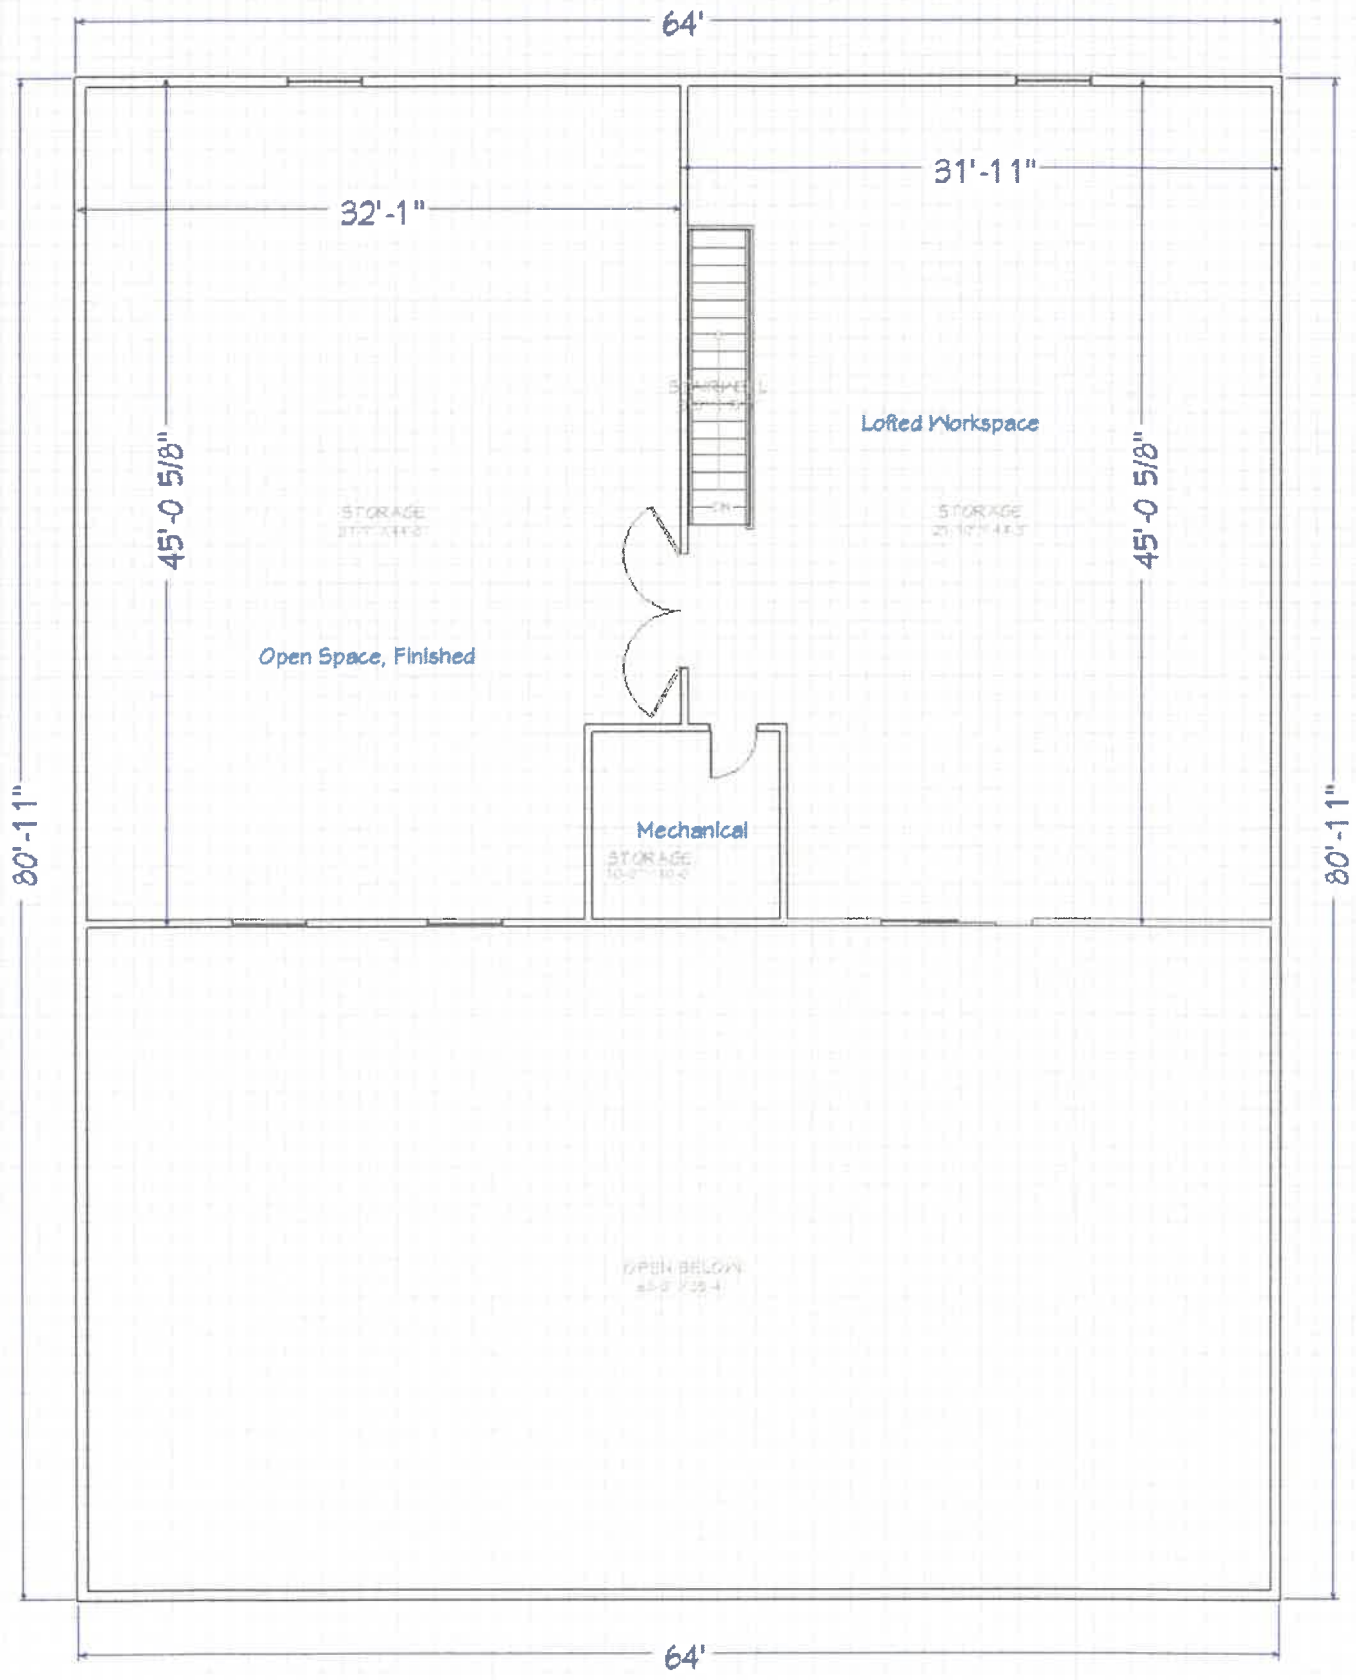 64'
31'-11"
32'-1"
Lofted Workspace
45'-0 5/8"
45'-0 5/8"
STORAGE
STORAGE
Open Space, Finished
80'-11"
80'-11"
Mechanical
STORAGE
OPEN BELOW
64'